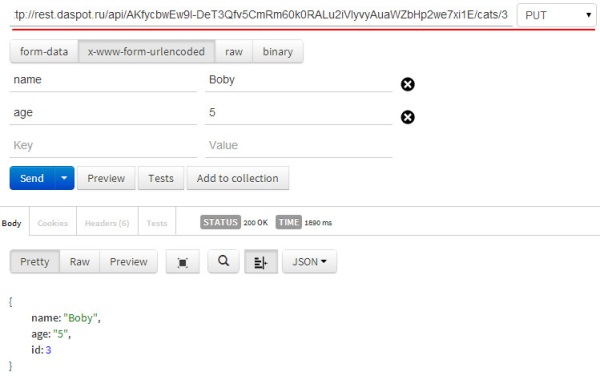 :tp://rest.daspot.ru/api/AKfycbwEw9I-DeT3Qfv5CmRm60k0RALu2iVlyvyAuaWZbHp2we7xi1E/cats/3 PUT
form-data x-www-form-urlencoded raw binary
name Boby
age 5
Key Value
Send Preview Tests Add to collection
Body Cookies Headers (6) Tests STATUS 200 OK TIME 1890 ms
Pretty Raw Preview JSON
{
name: "Boby",
age: "5",
id: 3
}